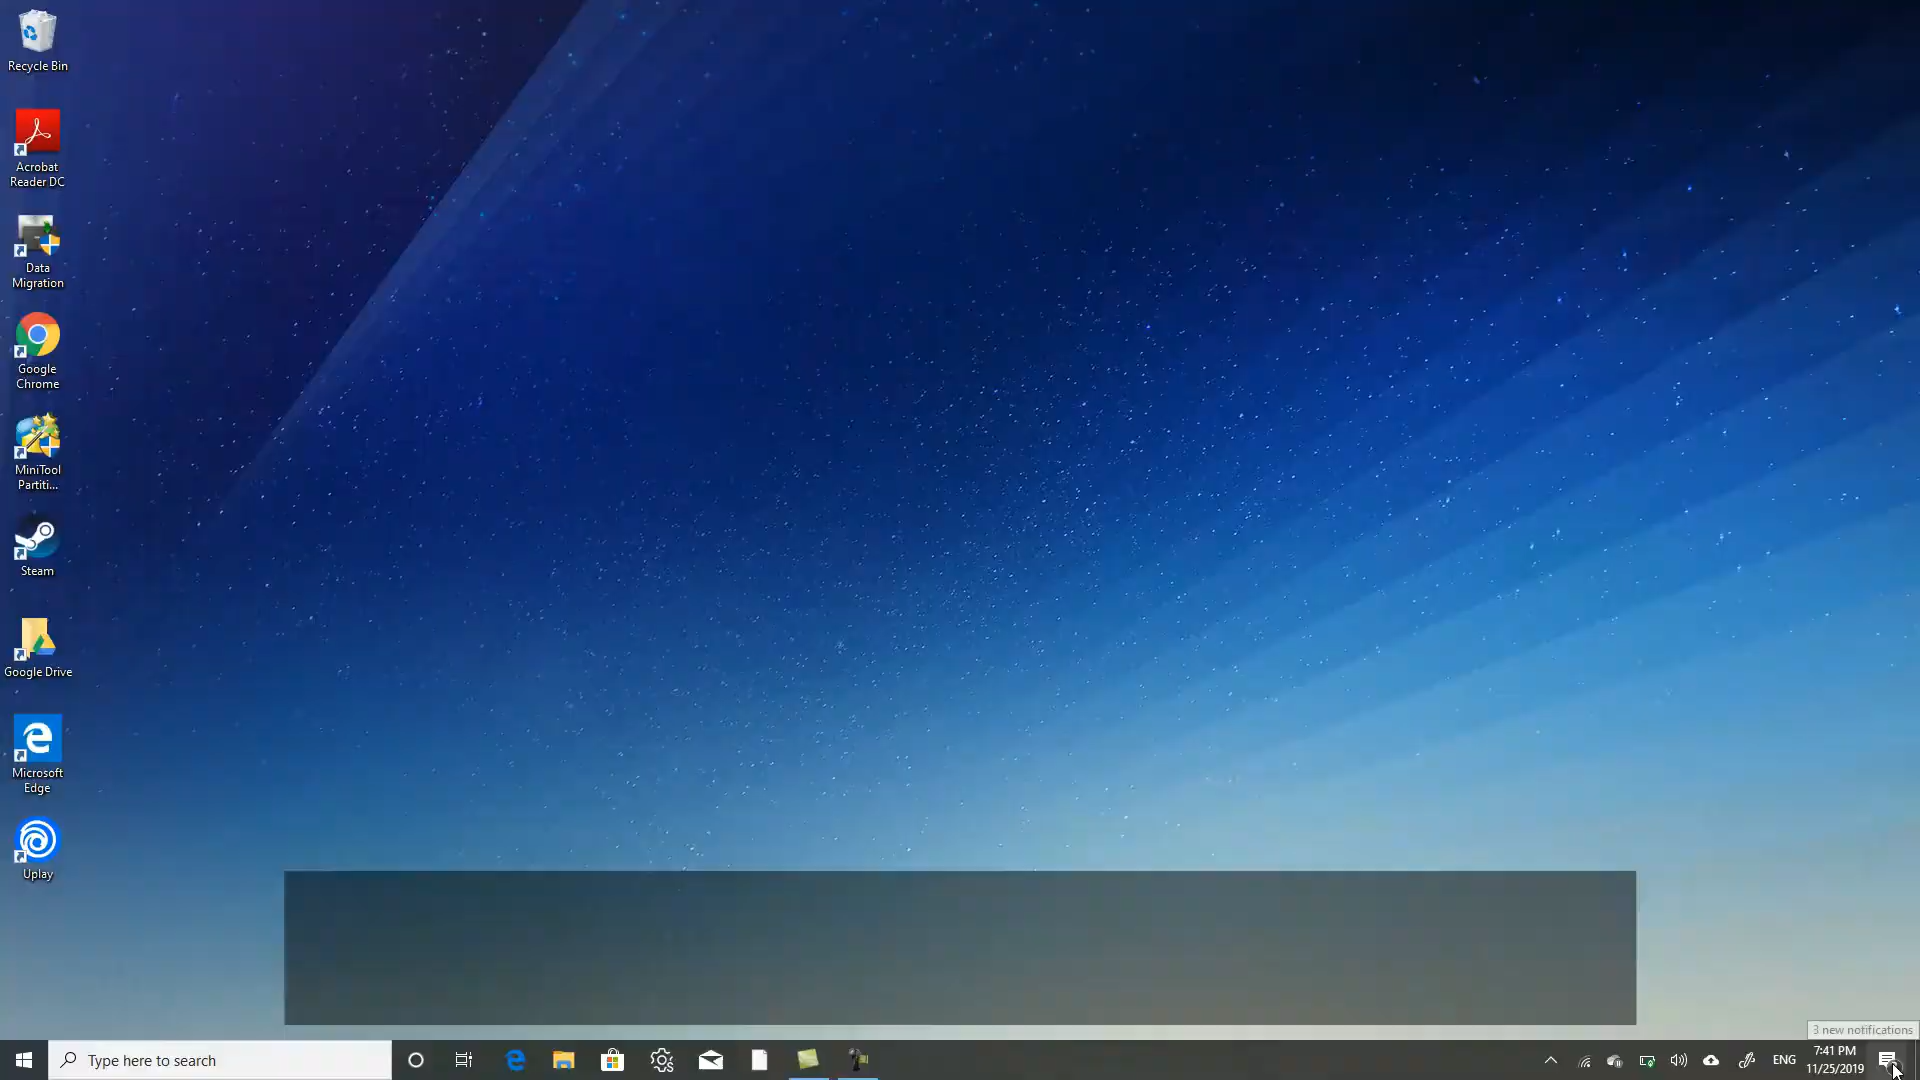 Recycle Bin
Acrobat
Reader DC
Data
Migration
Google
Chrome
MiniTool
Partiti...
Steam
Google Drive
Microsoft
Edge
Uplay
3 new notifications
Type here to search
ENG
7:41 PM
11/25/2019